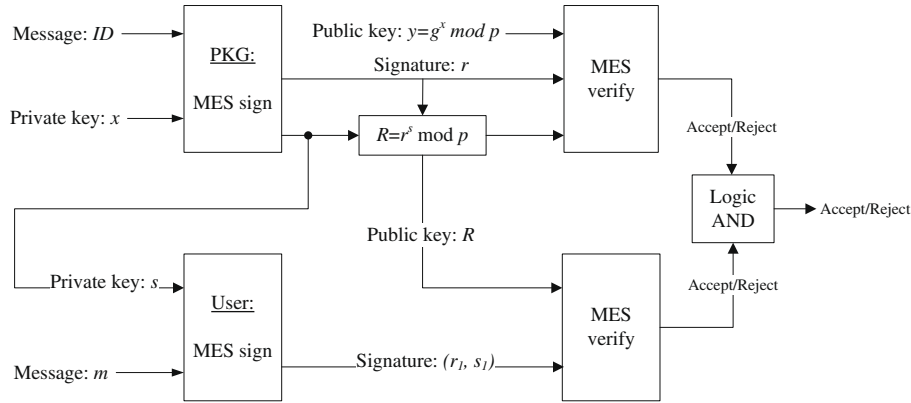 Message: ID
PKG:
MES sign
Private key: x
Public key: y=g^x mod p
Signature: r
MES
verify
R=r^s mod p
Accept/Reject
Logic
AND
Accept/Reject
Public key: R
Accept/Reject
Private key: s
User:
MES sign
Message: m
Signature: (r₁, s₁)
MES
verify